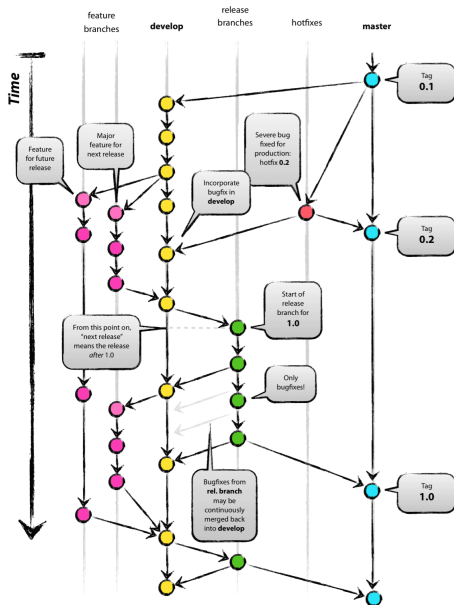 feature
branches
develop
release
branches
hotfixes
master
Time
Tag
0.1
Major
feature for
next release
Feature
for future
release
Severe bug
fixed for
production:
hotfix 0.2
Incorporate
bugfix in
develop
Tag
0.2
Start of
release
branch for
1.0
From this point on,
"next release"
means the release
after 1.0
Only
bugfixes!
Bugfixes from
rel. branch
may be
continuously
merged back
into develop
Tag
1.0